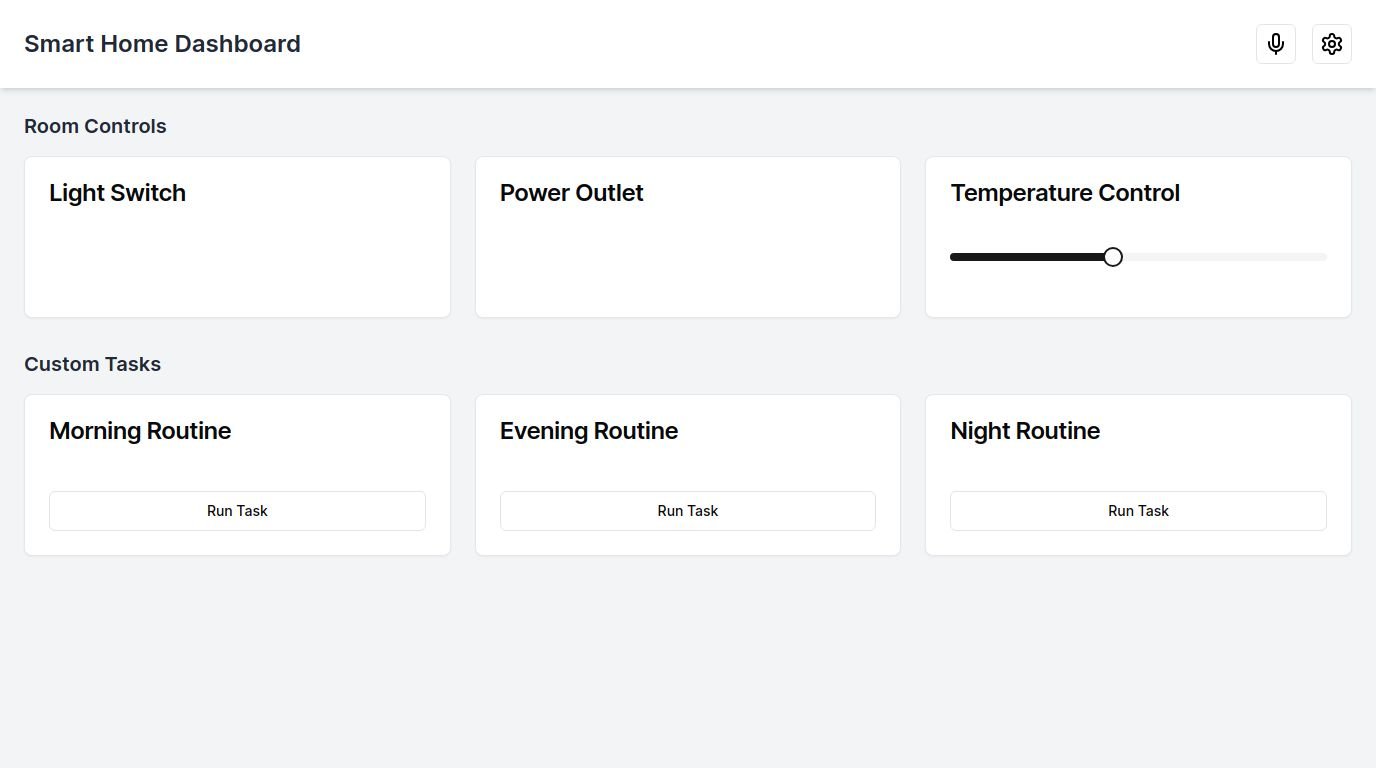 Smart Home Dashboard
Room Controls
Light Switch
Power Outlet
Temperature Control
Custom Tasks
Morning Routine
Evening Routine
Night Routine
Run Task
Run Task
Run Task